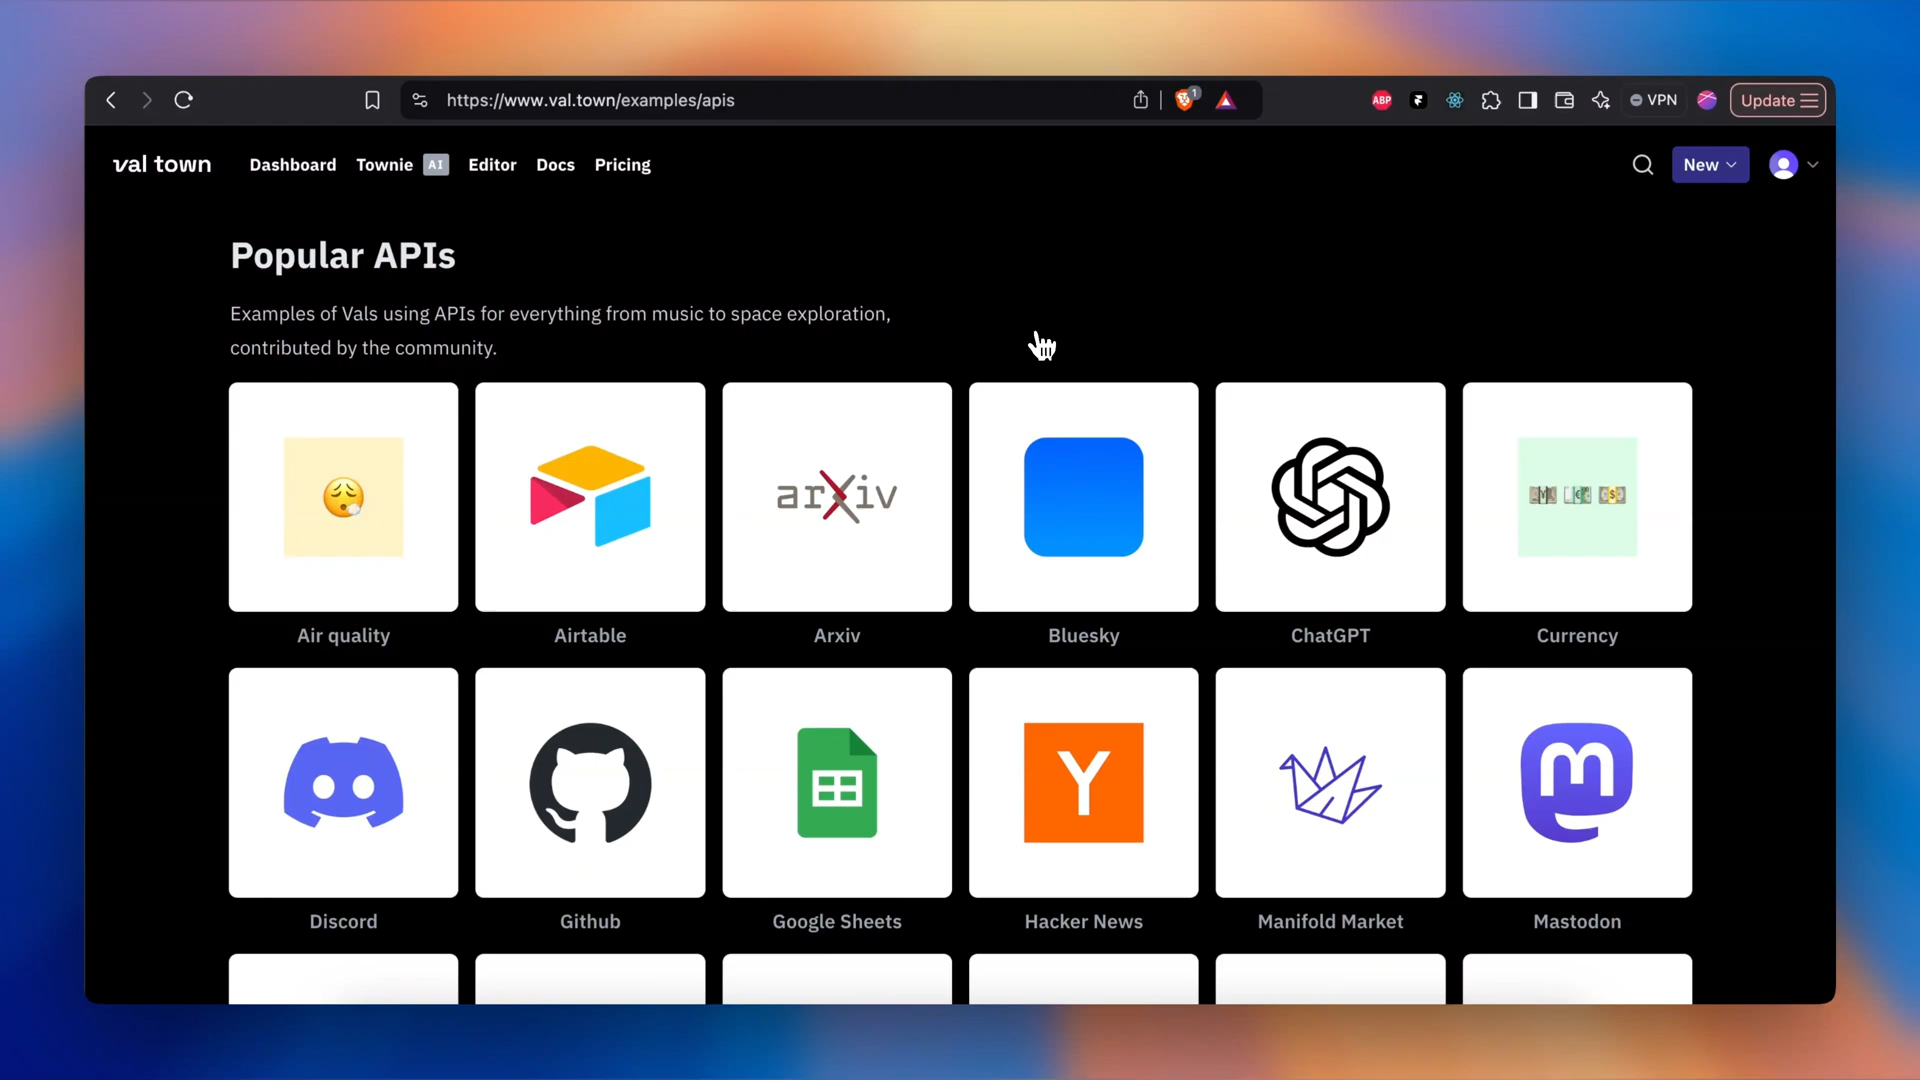 https://www.val.town/examples/apis
1
ABP
VPN
Update
val town
Dashboard
Townie AI
Editor
Docs
Pricing
New
Popular APIs
Examples of Vals using APIs for everything from music to space exploration,
contributed by the community.
arXiv
Air quality
Airtable
Arxiv
Bluesky
ChatGPT
Currency
Y
m
Discord
Github
Google Sheets
Hacker News
Manifold Market
Mastodon